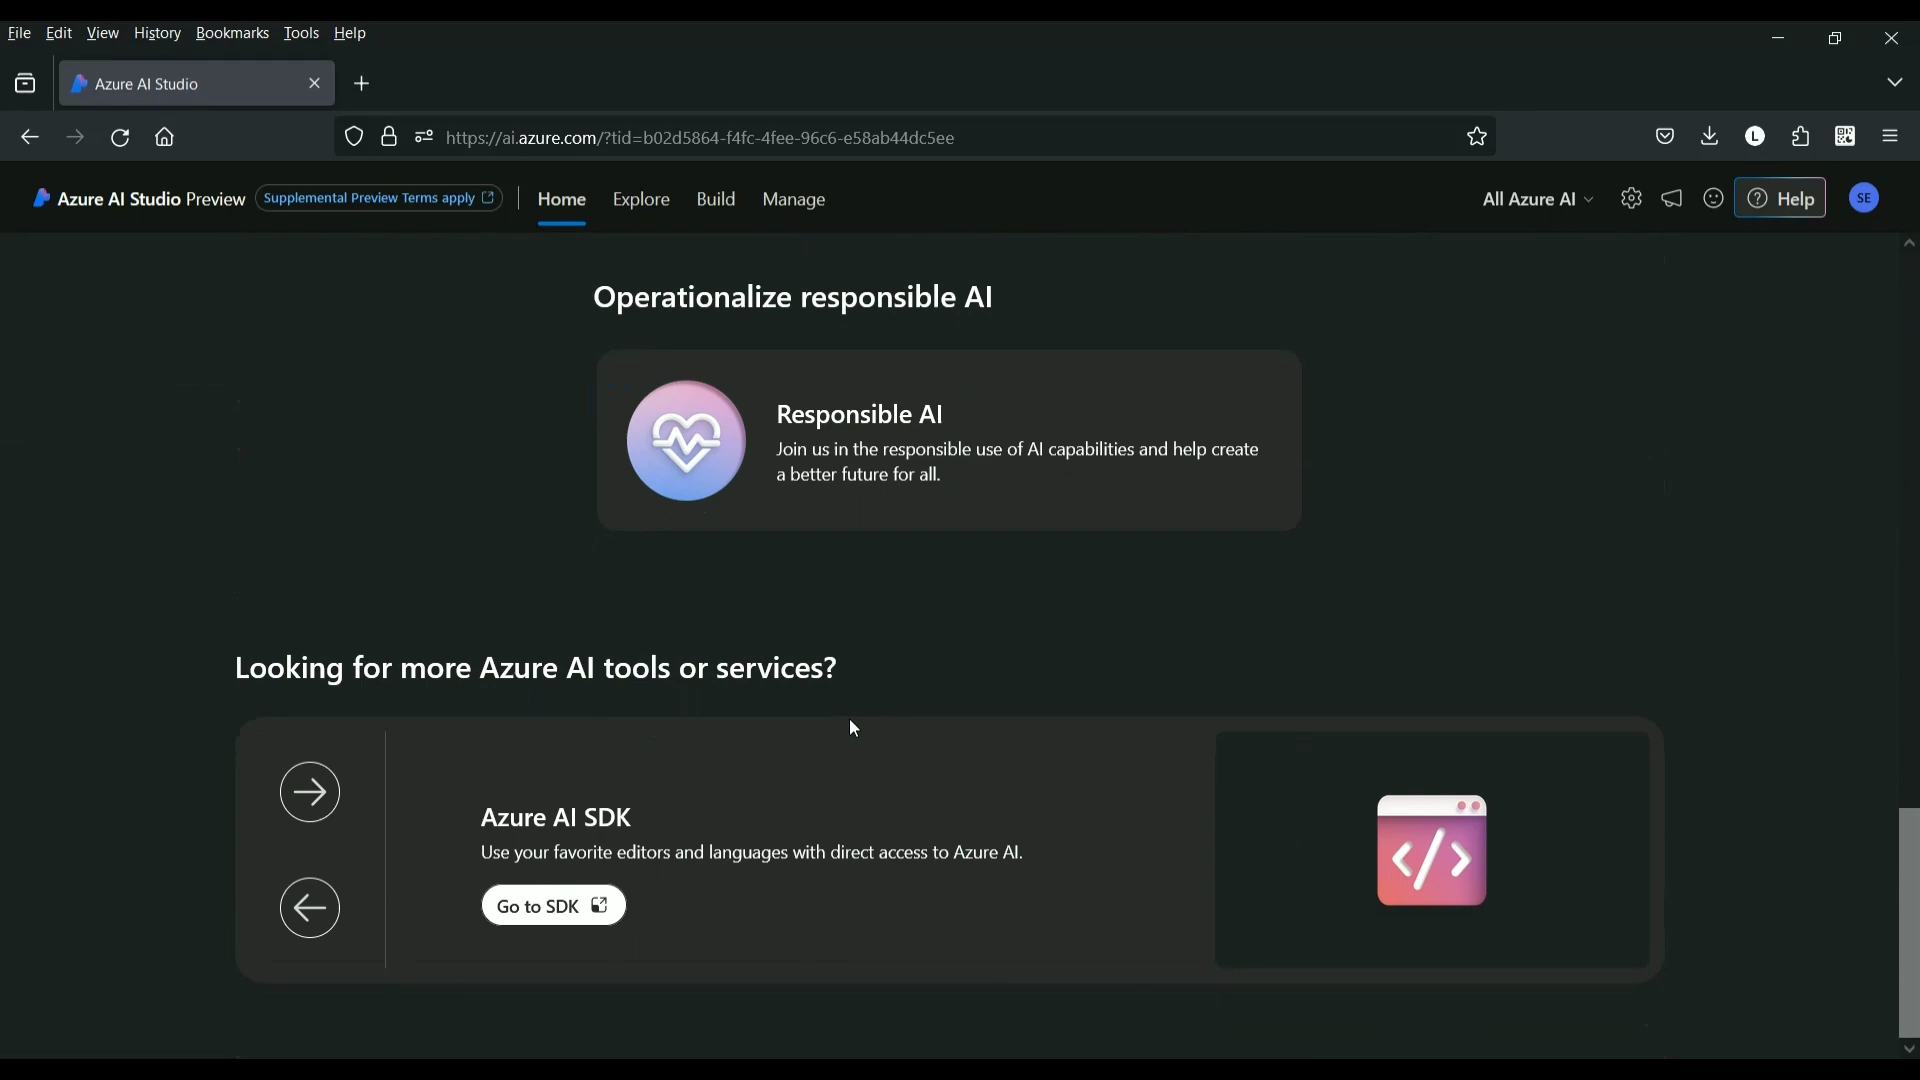 File Edit View History Bookmarks Tools Help
Azure AI Studio
https://ai.azure.com/?tid=b02d5864-f4fc-4fee-96c6-e58ab44dc5ee
L
Azure AI Studio Preview Supplemental Preview Terms apply Home Explore Build Manage All Azure AI Help SE
Operationalize responsible AI
Responsible AI
Join us in the responsible use of AI capabilities and help create
a better future for all.
Looking for more Azure AI tools or services?
Azure AI SDK
Use your favorite editors and languages with direct access to Azure AI.
Go to SDK